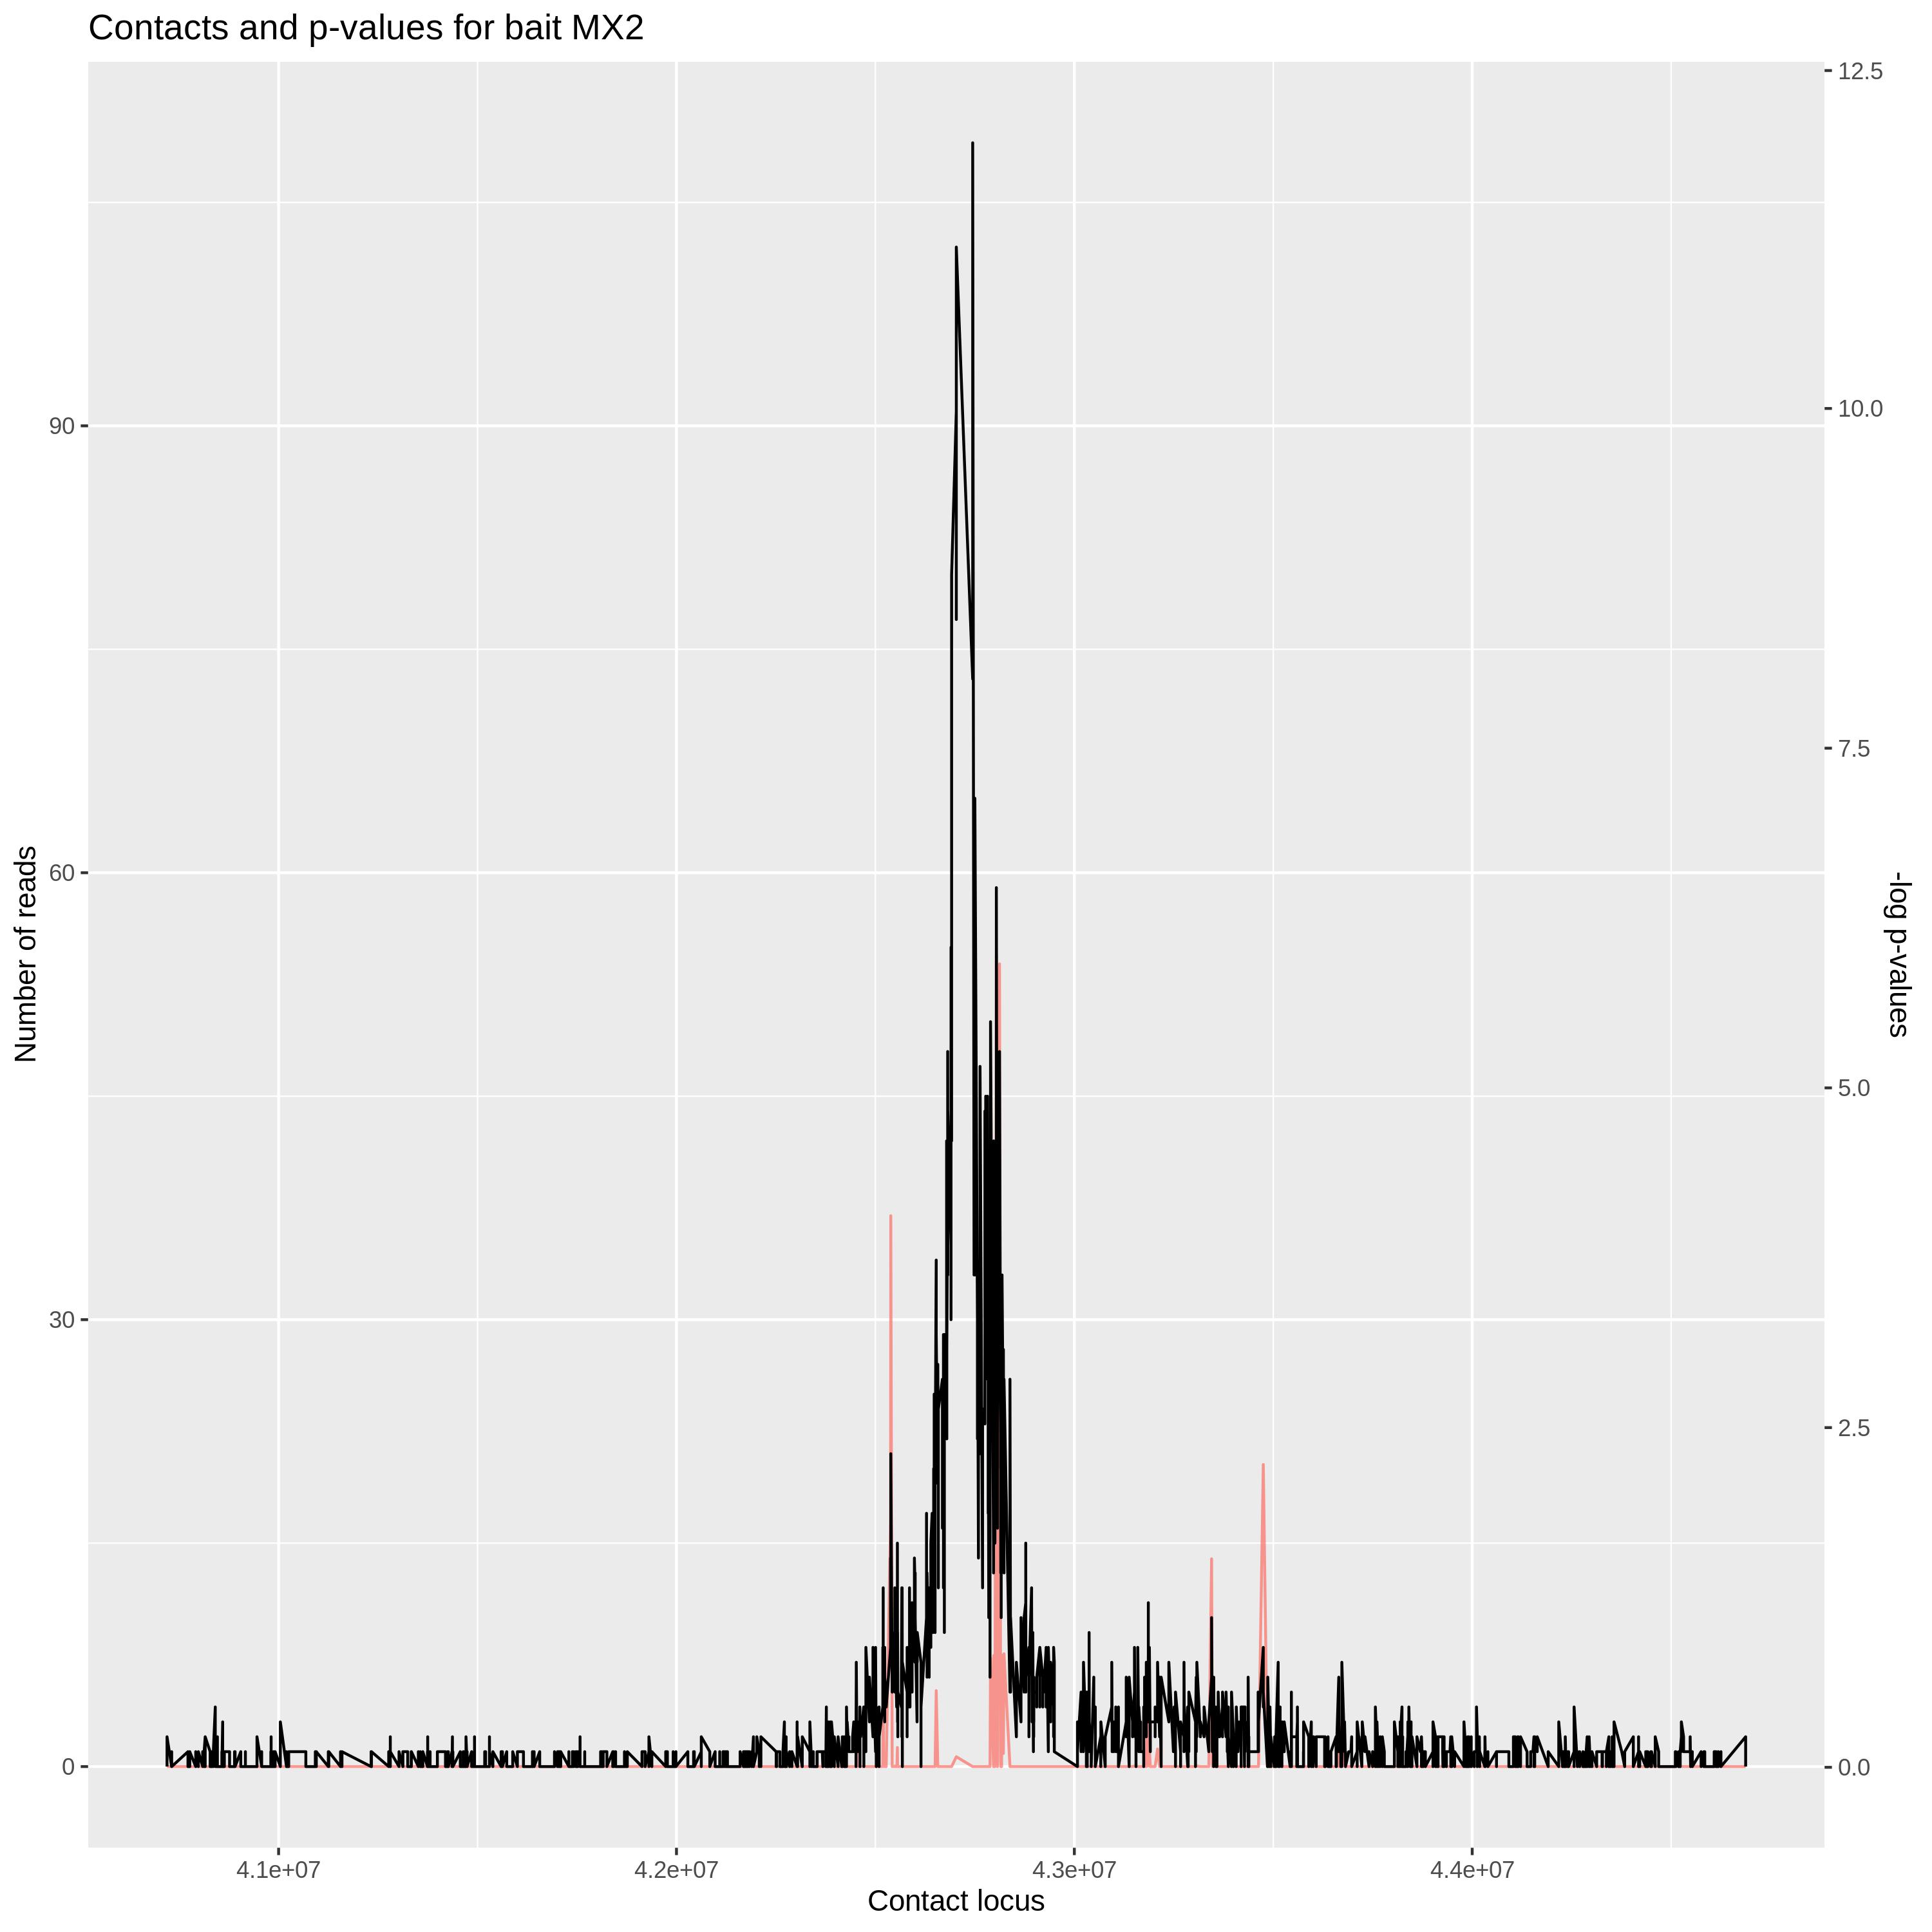 Contacts and p-values for bait MX2
Number of reads
90
60
30
0
12.5
10.0
7.5
5.0
2.5
0.0
-log p-values
4.1e+07
4.2e+07
4.3e+07
4.4e+07
Contact locus